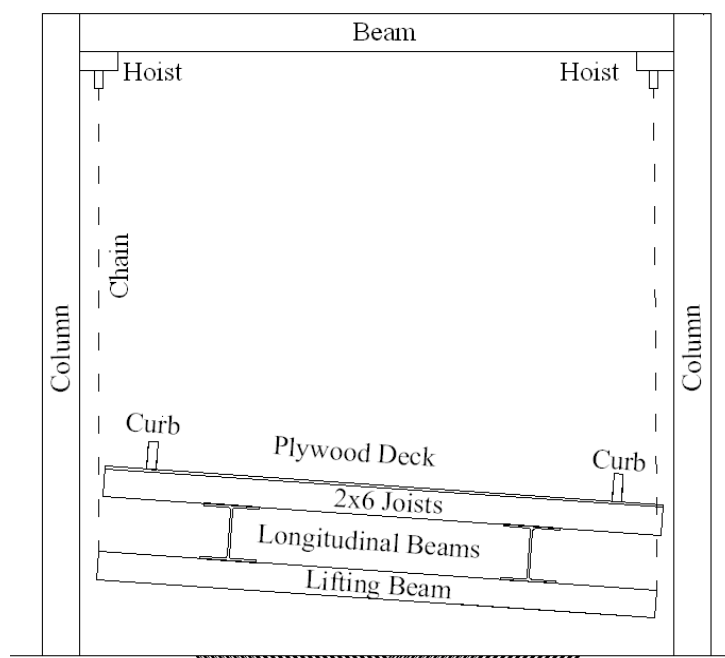 Beam
Hoist
Hoist
Chain
Column
Column
Curb
Plywood Deck
Curb
2x6 Joists
Longitudinal Beams
Lifting Beam